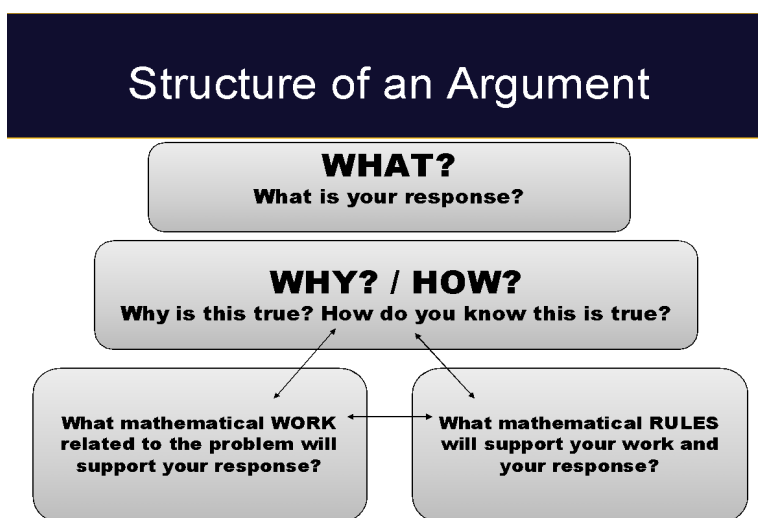 Structure of an Argument
WHAT?
What is your response?
WHY? / HOW?
Why is this true? How do you know this is true?
What mathematical WORK
related to the problem will
support your response?
What mathematical RULES
will support your work and
your response?